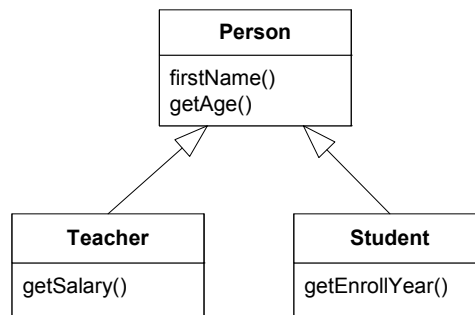 Person
firstName()
getAge()
Teacher
getSalary()
Student
getEnrollYear()